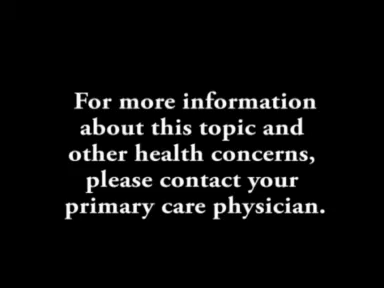 For more information
about this topic and
other health concerns,
please contact your
primary care physician.